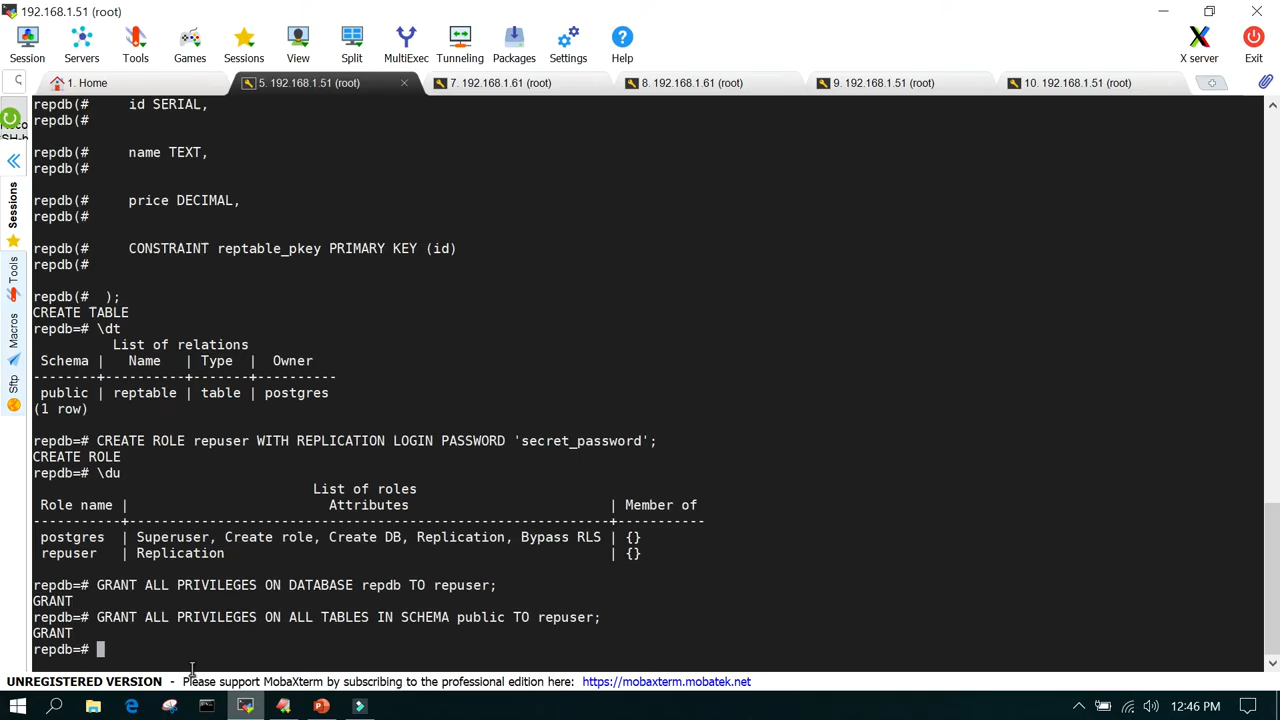 192.168.1.51 (root)
Session Servers Tools Games Sessions View Split MultiExec Tunneling Packages Settings Help X server Exit
1. Home 5. 192.168.1.51 (root) 7. 192.168.1.61 (root) 8. 192.168.1.61 (root) 9. 192.168.1.51 (root) 10. 192.168.1.51 (root)
Sessions
Tools
Macros
Sftp
repdb(#     id SERIAL,
repdb(#
repdb(#     name TEXT,
repdb(#
repdb(#     price DECIMAL,
repdb(#
repdb(#     CONSTRAINT reptable_pkey PRIMARY KEY (id)
repdb(#
repdb(#  );
CREATE TABLE
repdb=# \dt
          List of relations
 Schema |   Name   | Type  |  Owner
--------+----------+-------+----------
 public | reptable | table | postgres
(1 row)
repdb=# CREATE ROLE repuser WITH REPLICATION LOGIN PASSWORD 'secret_password';
CREATE ROLE
repdb=# \du
                                   List of roles
 Role name |                         Attributes                         | Member of
-----------+------------------------------------------------------------+-----------
 postgres  | Superuser, Create role, Create DB, Replication, Bypass RLS | {}
 repuser   | Replication                                                | {}
repdb=# GRANT ALL PRIVILEGES ON DATABASE repdb TO repuser;
GRANT
repdb=# GRANT ALL PRIVILEGES ON ALL TABLES IN SCHEMA public TO repuser;
GRANT
repdb=#
UNREGISTERED VERSION - Please support MobaXterm by subscribing to the professional edition here: https://mobaxterm.mobatek.net
12:46 PM